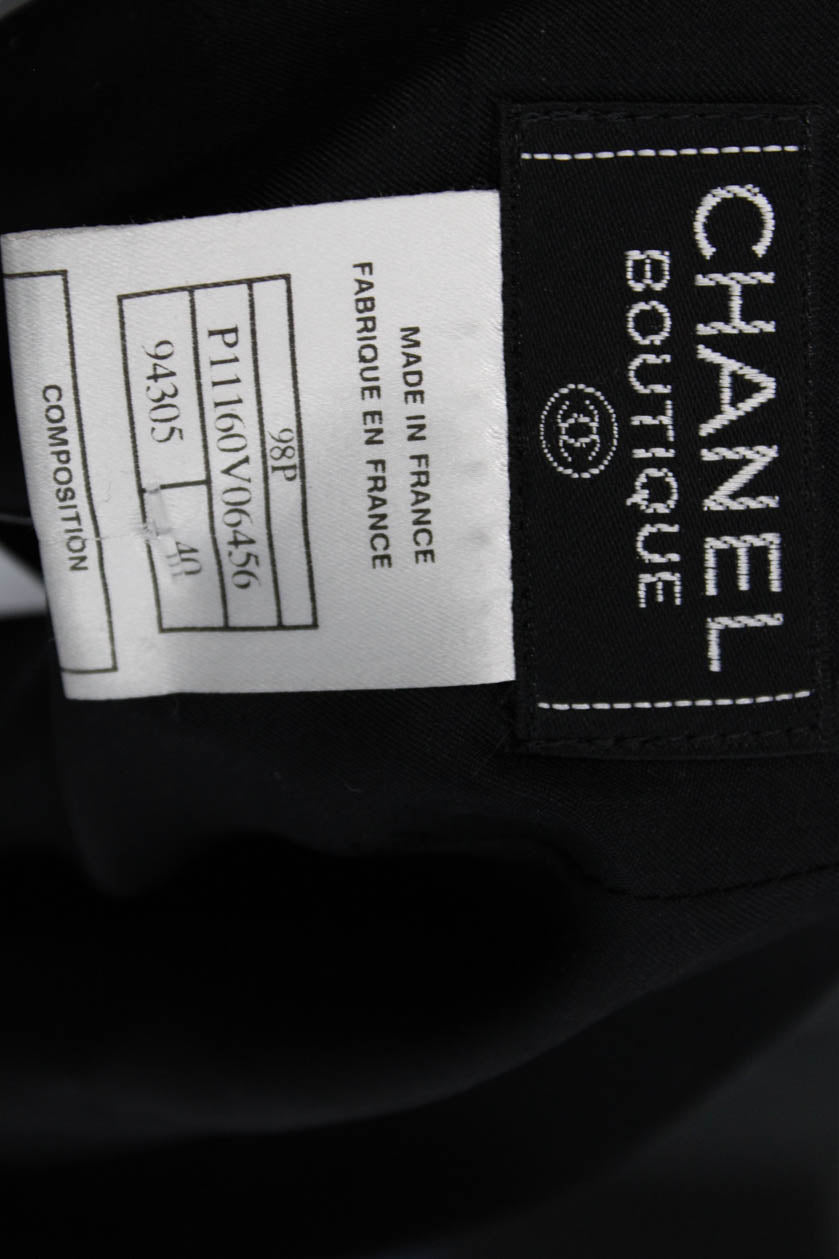 CHANEL
BOUTIQUE
MADE IN FRANCE
FABRIQUE EN FRANCE
98P
P11160V06456
94305 40
COMPOSITION